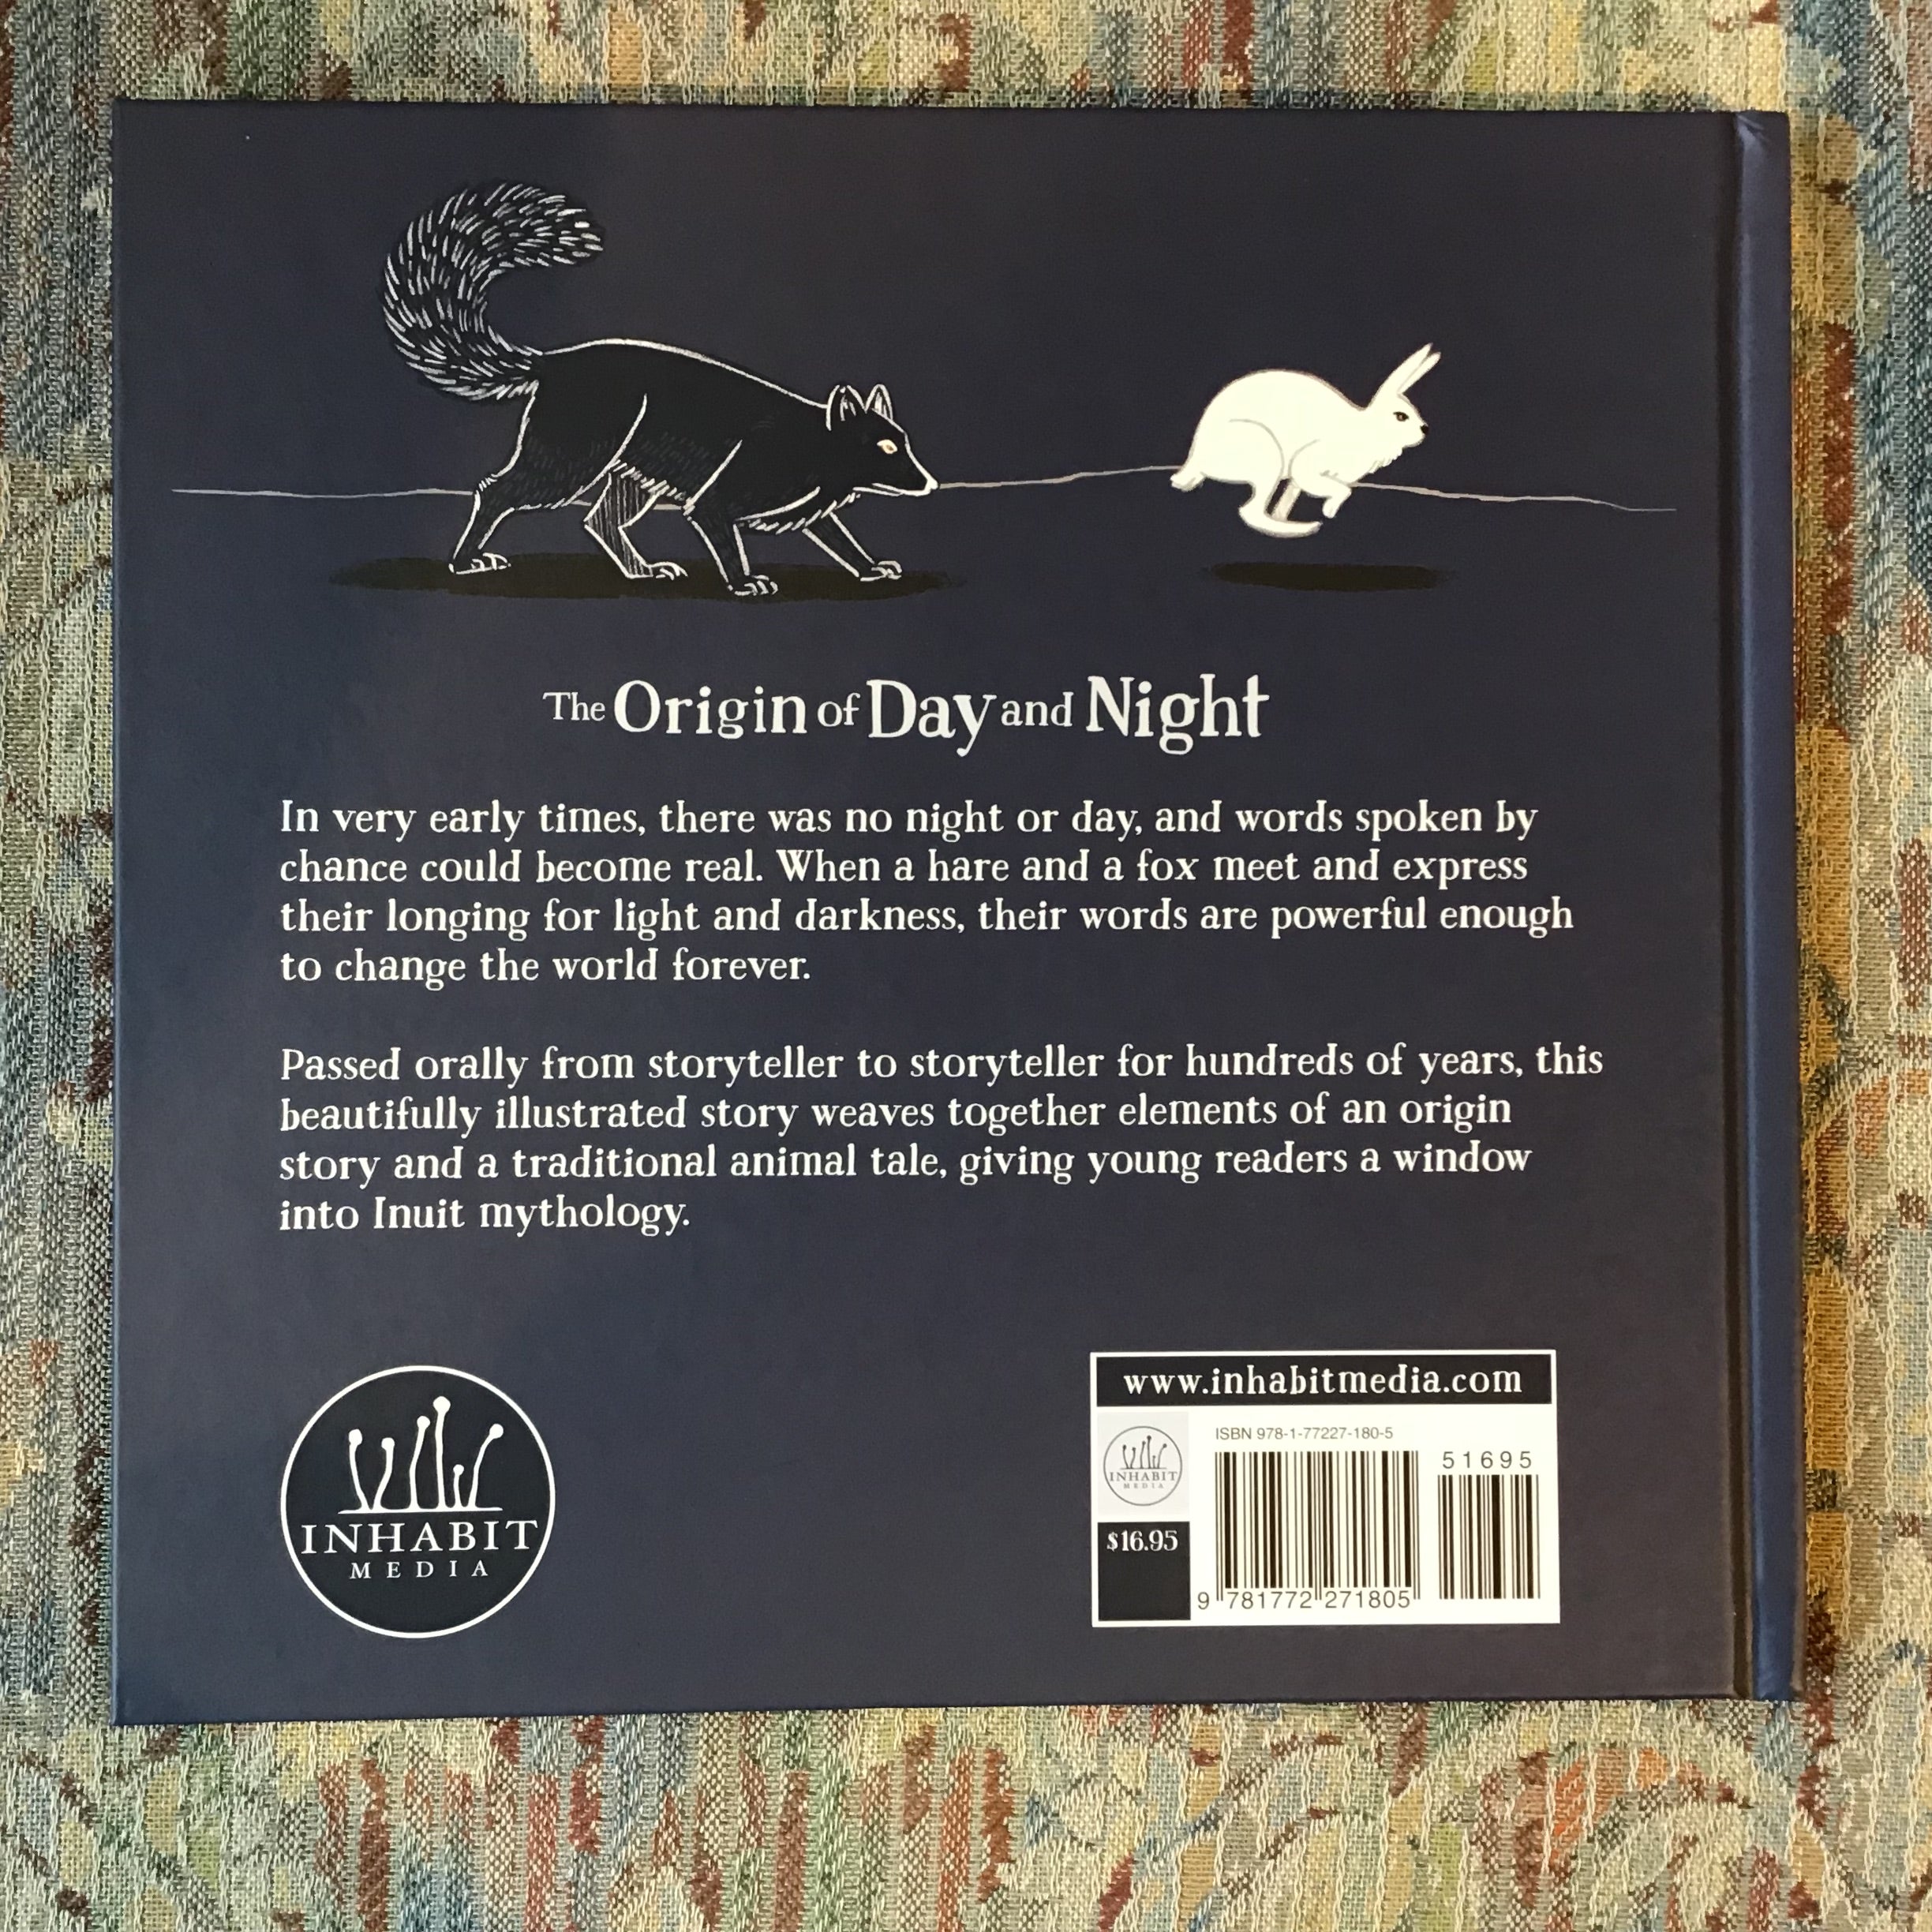 The Origin of Day and Night
In very early times, there was no night or day, and words spoken by
chance could become real. When a hare and a fox meet and express
their longing for light and darkness, their words are powerful enough
to change the world forever.
Passed orally from storyteller to storyteller for hundreds of years, this
beautifully illustrated story weaves together elements of an origin
story and a traditional animal tale, giving young readers a window
into Inuit mythology.
INHABIT
MEDIA
www.inhabitmedia.com
ISBN 978-1-77227-180-5
51695
INHABIT
MEDIA
$16.95
9 781772 271805